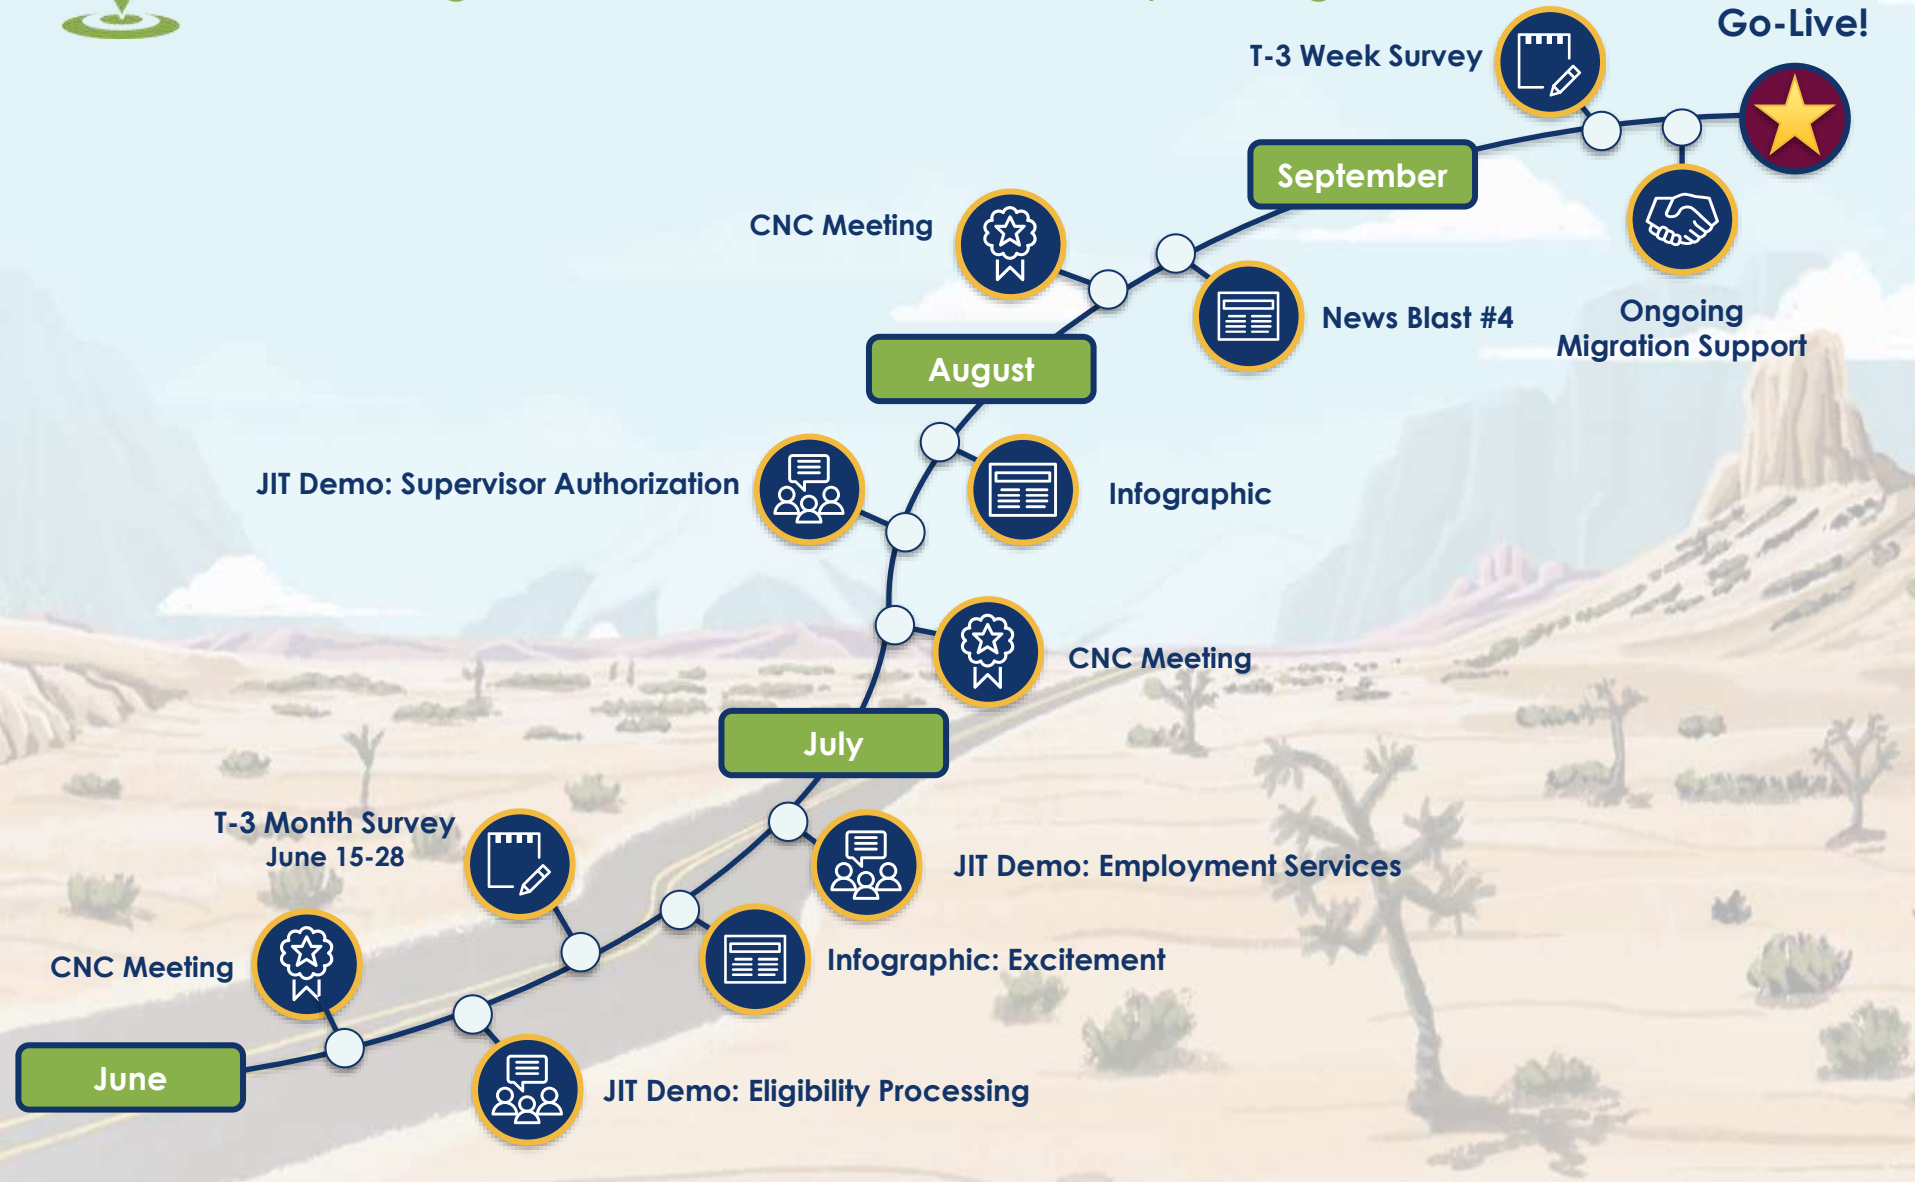 Go-Live!
T-3 Week Survey
September
CNC Meeting
News Blast #4
Ongoing
Migration Support
August
JIT Demo: Supervisor Authorization
Infographic
CNC Meeting
July
T-3 Month Survey
June 15-28
JIT Demo: Employment Services
CNC Meeting
Infographic: Excitement
June
JIT Demo: Eligibility Processing